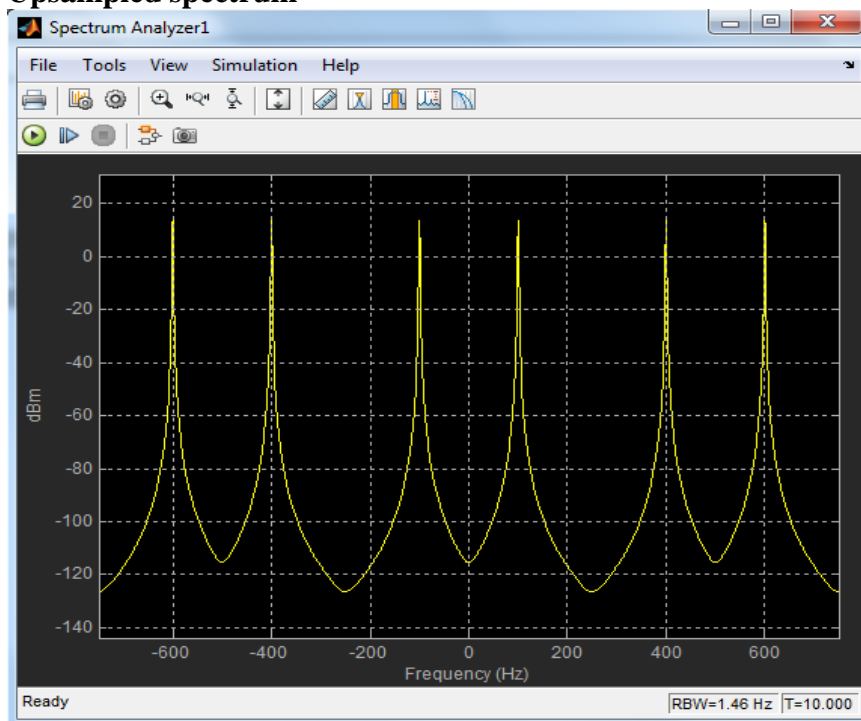 Upsampled spectrum
Spectrum Analyzer1
File Tools View Simulation Help
20
0
-20
-40
-60
-80
-100
-120
-140
dBm
-600 -400 -200 0 200 400 600
Frequency (Hz)
Ready RBW=1.46 Hz T=10.000